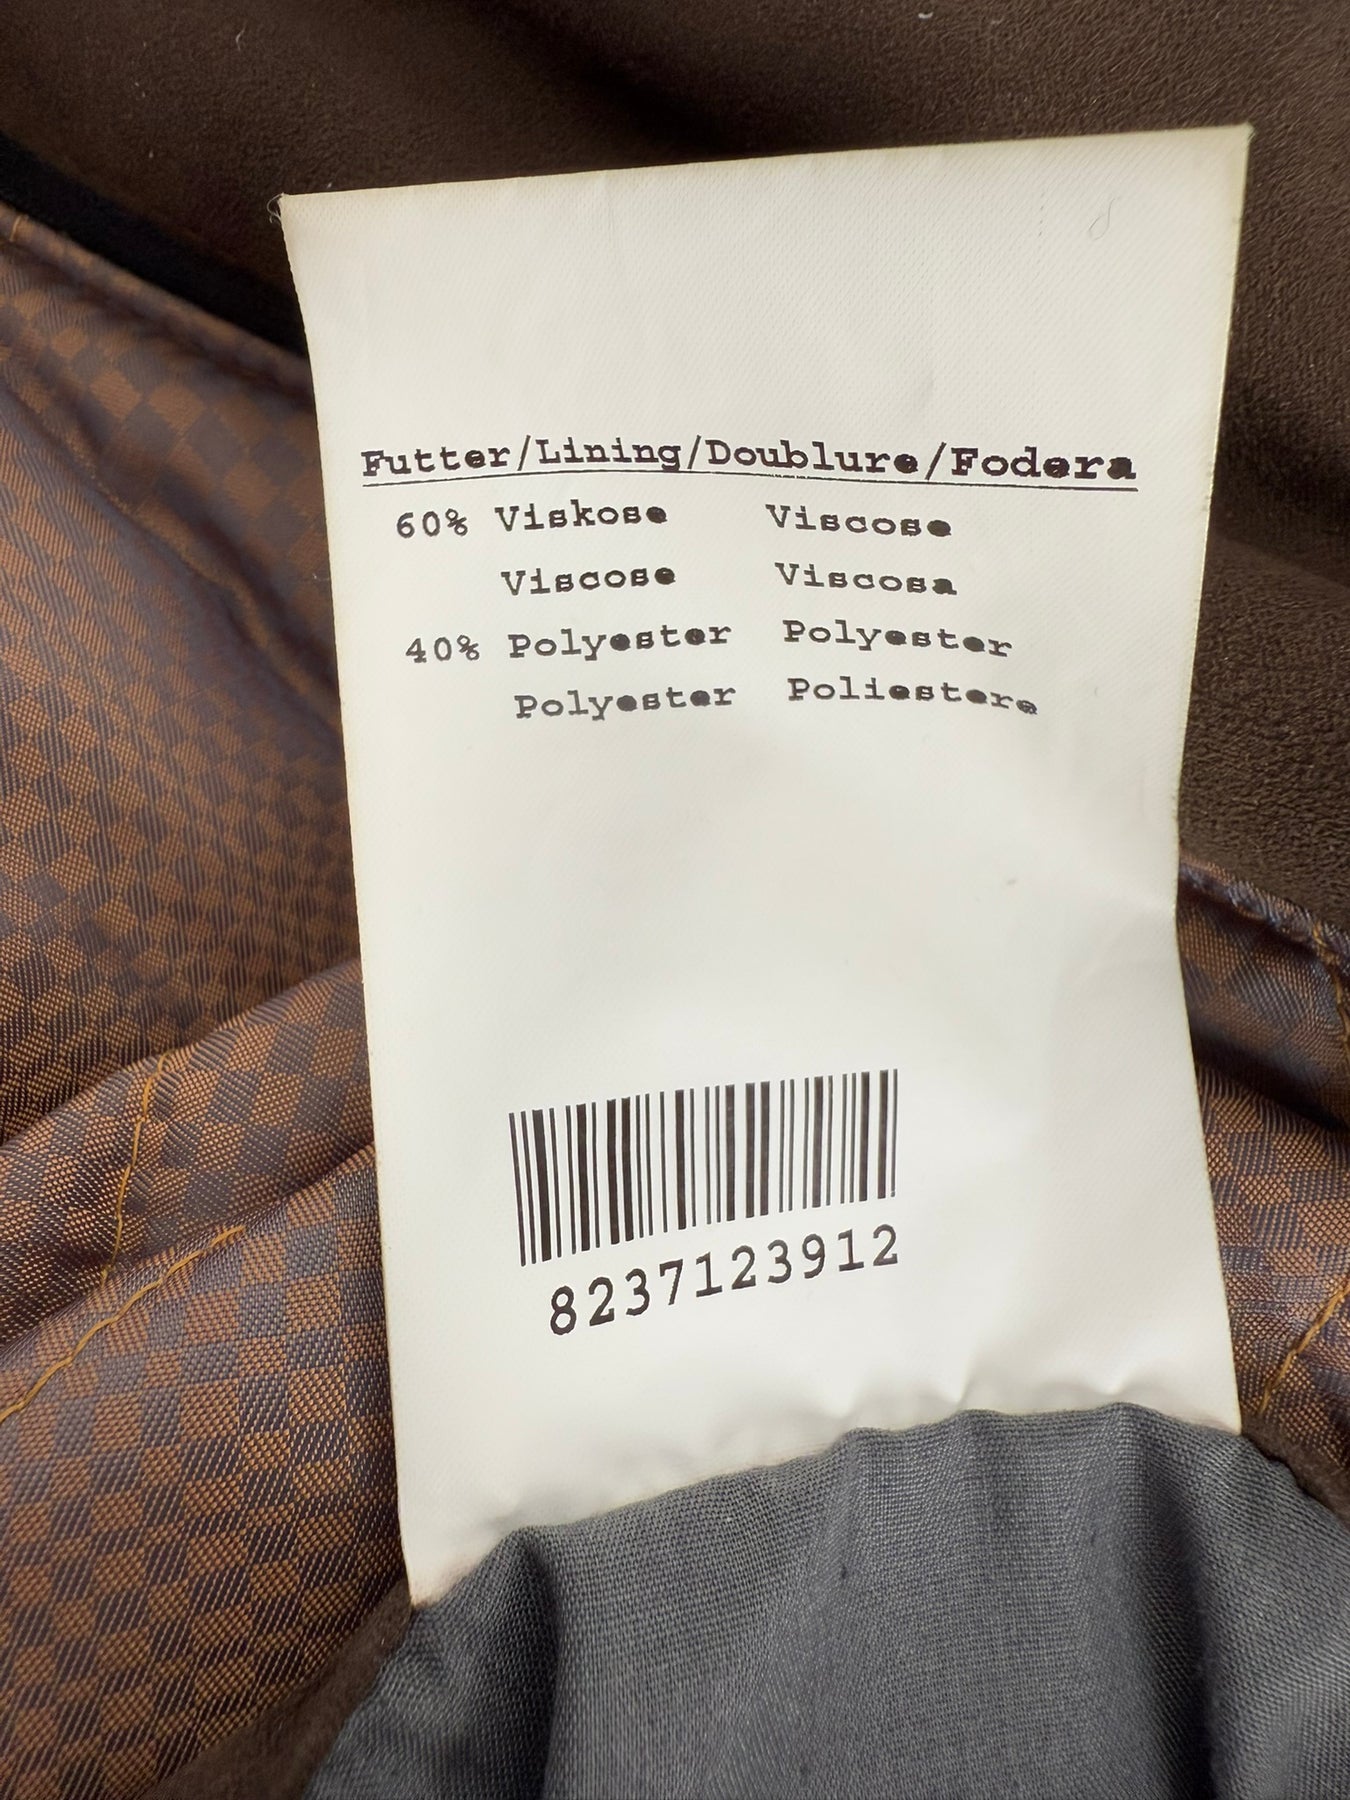 Futter/Lining/Doublure/Fodera
60% Viskose Viscose
Viscose Viscosa
40% Polyester Polyester
Polyester Poliestere
8237123912